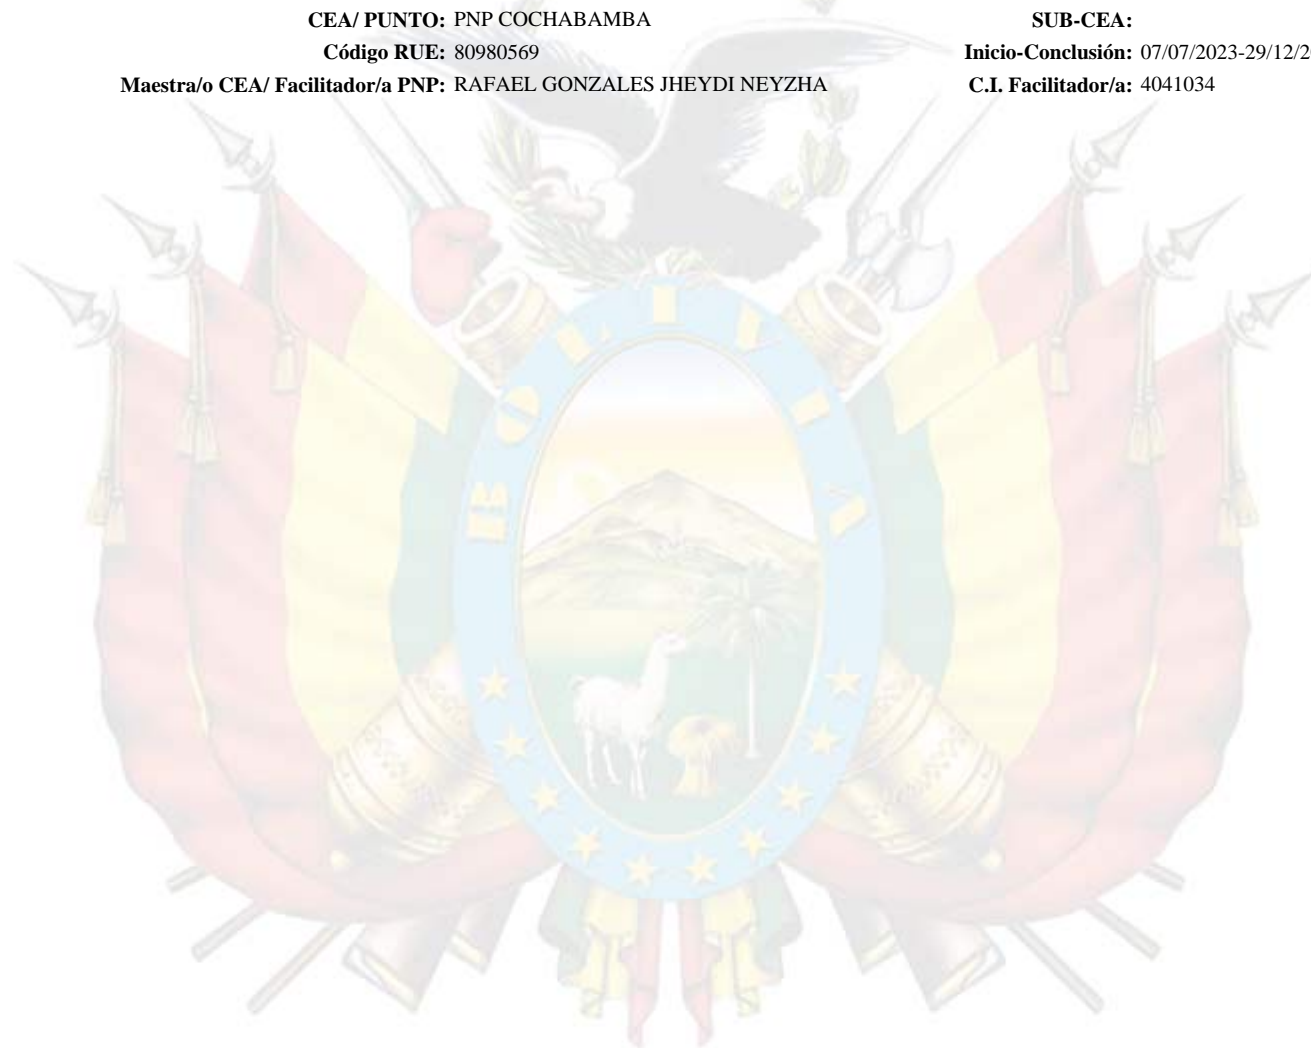 CEA/ PUNTO: PNP COCHABAMBA SUB-CEA:
Código RUE: 80980569 Inicio-Conclusión: 07/07/2023-29/12/2
Maestra/o CEA/ Facilitador/a PNP: RAFAEL GONZALES JHEYDI NEYZHA C.I. Facilitador/a: 4041034
BOLIVIA